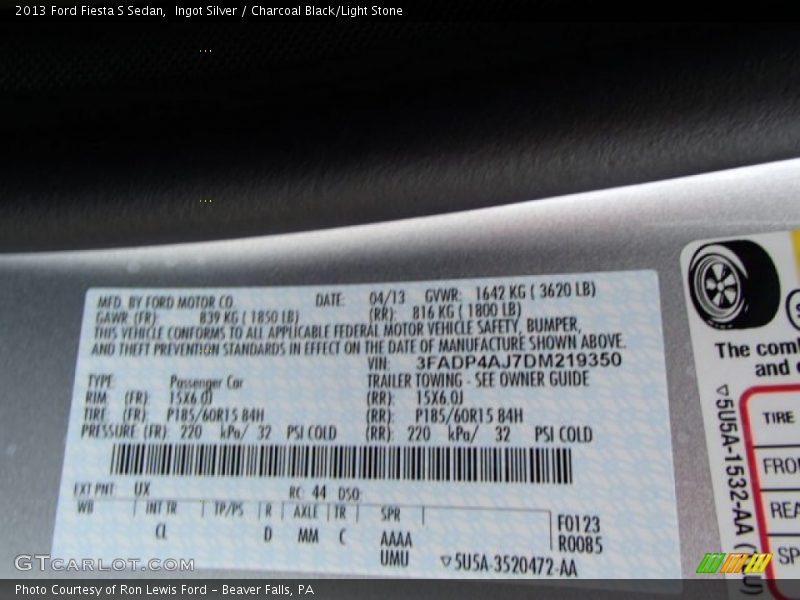 2013 Ford Fiesta S Sedan,  Ingot Silver / Charcoal Black/Light Stone
MFD. BY FORD MOTOR CO. DATE: 04/13 GVWR: 1642 KG ( 3620 LB)
GAWR (FR): 839 KG ( 1850 LB) (RR): 816 KG ( 1800 LB)
THIS VEHICLE CONFORMS TO ALL APPLICABLE FEDERAL MOTOR VEHICLE SAFETY, BUMPER,
AND THEFT PREVENTION STANDARDS IN EFFECT ON THE DATE OF MANUFACTURE SHOWN ABOVE.
VIN: 3FADP4AJ7DM219350
TYPE: Passenger Car TRAILER TOWING - SEE OWNER GUIDE
RIM (FR): 15X6.0J (RR): 15X6.0J
TIRE: (FR): P185/60R15 84H (RR): P185/60R15 84H
PRESSURE (FR): 220 kPa/ 32 PSI COLD (RR): 220 kPa/ 32 PSI COLD
EXT PNT: UX RC: 44 DSO:
WB INT TR TP/PS R AXLE TR SPR
CL D MM C AAAA
UMU
F0123
R0085
▽5U5A-3520472-AA
The com
and
▽5U5A-1532-AA
TIRE
FRO
REA
SP
GTCARLOT.COM
Photo Courtesy of Ron Lewis Ford – Beaver Falls, PA